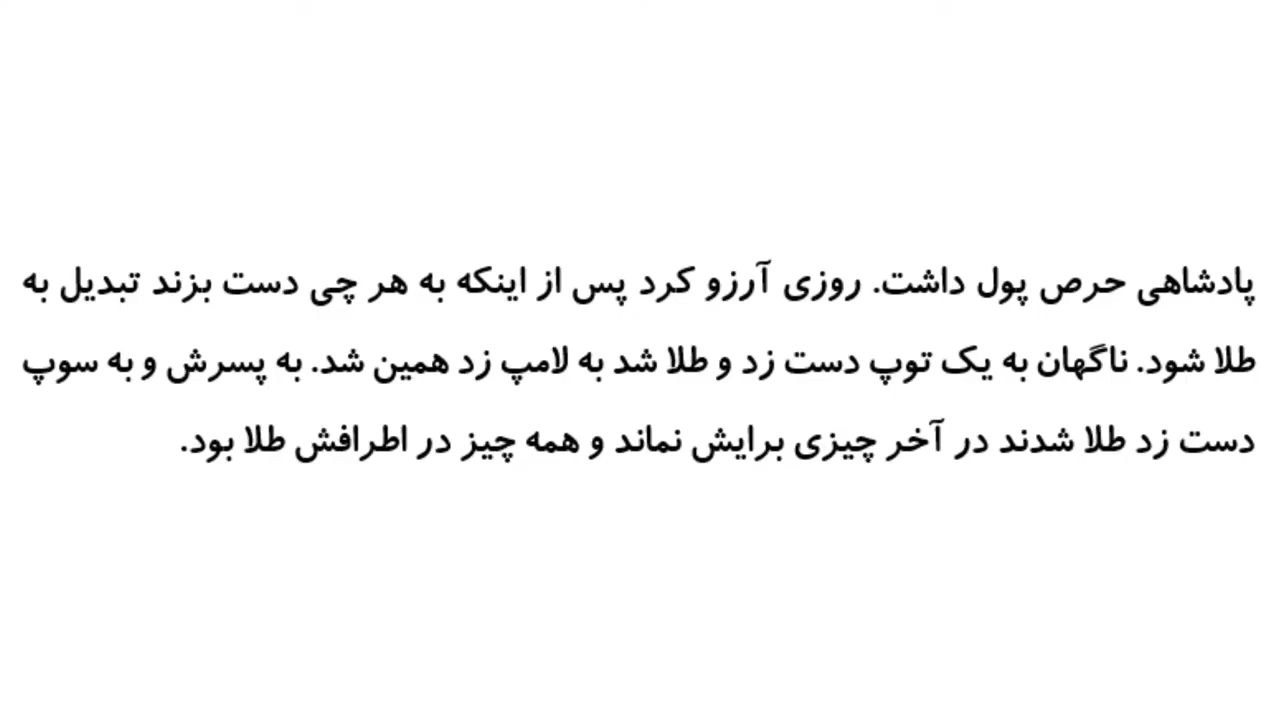 پادشاهی حرص پول داشت. روزی آرزو کرد پس از اینکه به هر چی دست بزند تبدیل به
طلا شود. ناگهان به یک توپ دست زد و طلا شد به لامپ زد همین شد. به پسرش و به سوپ
دست زد طلا شدند در آخر چیزی برایش نماند و همه چیز در اطرافش طلا بود.